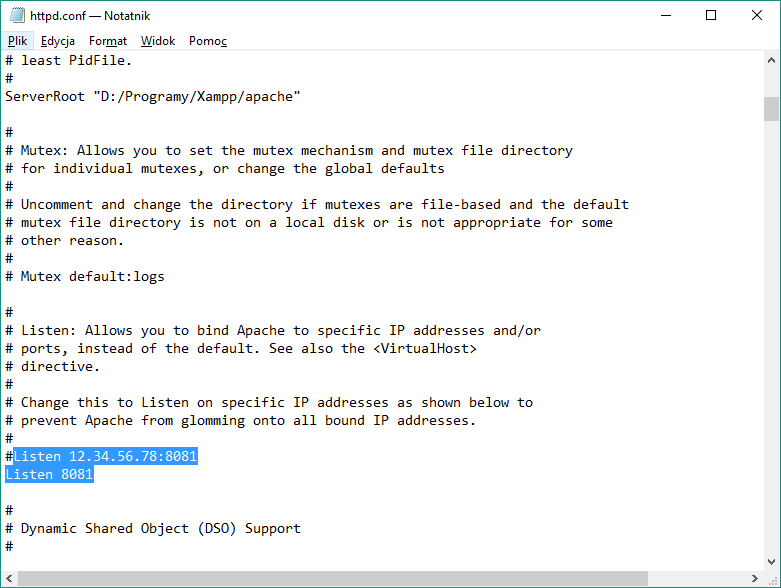 httpd.conf — Notatnik
Plik Edycja Format Widok Pomoc
# least PidFile.
#
ServerRoot "D:/Programy/Xampp/apache"
#
# Mutex: Allows you to set the mutex mechanism and mutex file directory
# for individual mutexes, or change the global defaults
#
# Uncomment and change the directory if mutexes are file-based and the default
# mutex file directory is not on a local disk or is not appropriate for some
# other reason.
#
# Mutex default:logs
#
# Listen: Allows you to bind Apache to specific IP addresses and/or
# ports, instead of the default. See also the <VirtualHost>
# directive.
#
# Change this to Listen on specific IP addresses as shown below to
# prevent Apache from glomming onto all bound IP addresses.
#
#Listen 12.34.56.78:8081
Listen 8081
#
# Dynamic Shared Object (DSO) Support
#